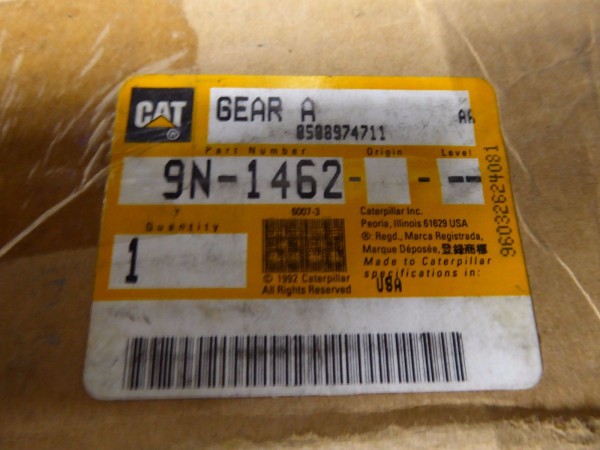 CAT
®
GEAR A
AA
0508974711
Part Number Origin Level
9N-1462- - --
Quantity
1
6007-3
© 1992 Caterpillar
All Rights Reserved
Caterpillar Inc.
Peoria, Illinois 61629 USA
®: Regd., Marca Registrada,
Marque Déposée, 登録商標
Made to Caterpillar
specifications in:
USA
96032624081